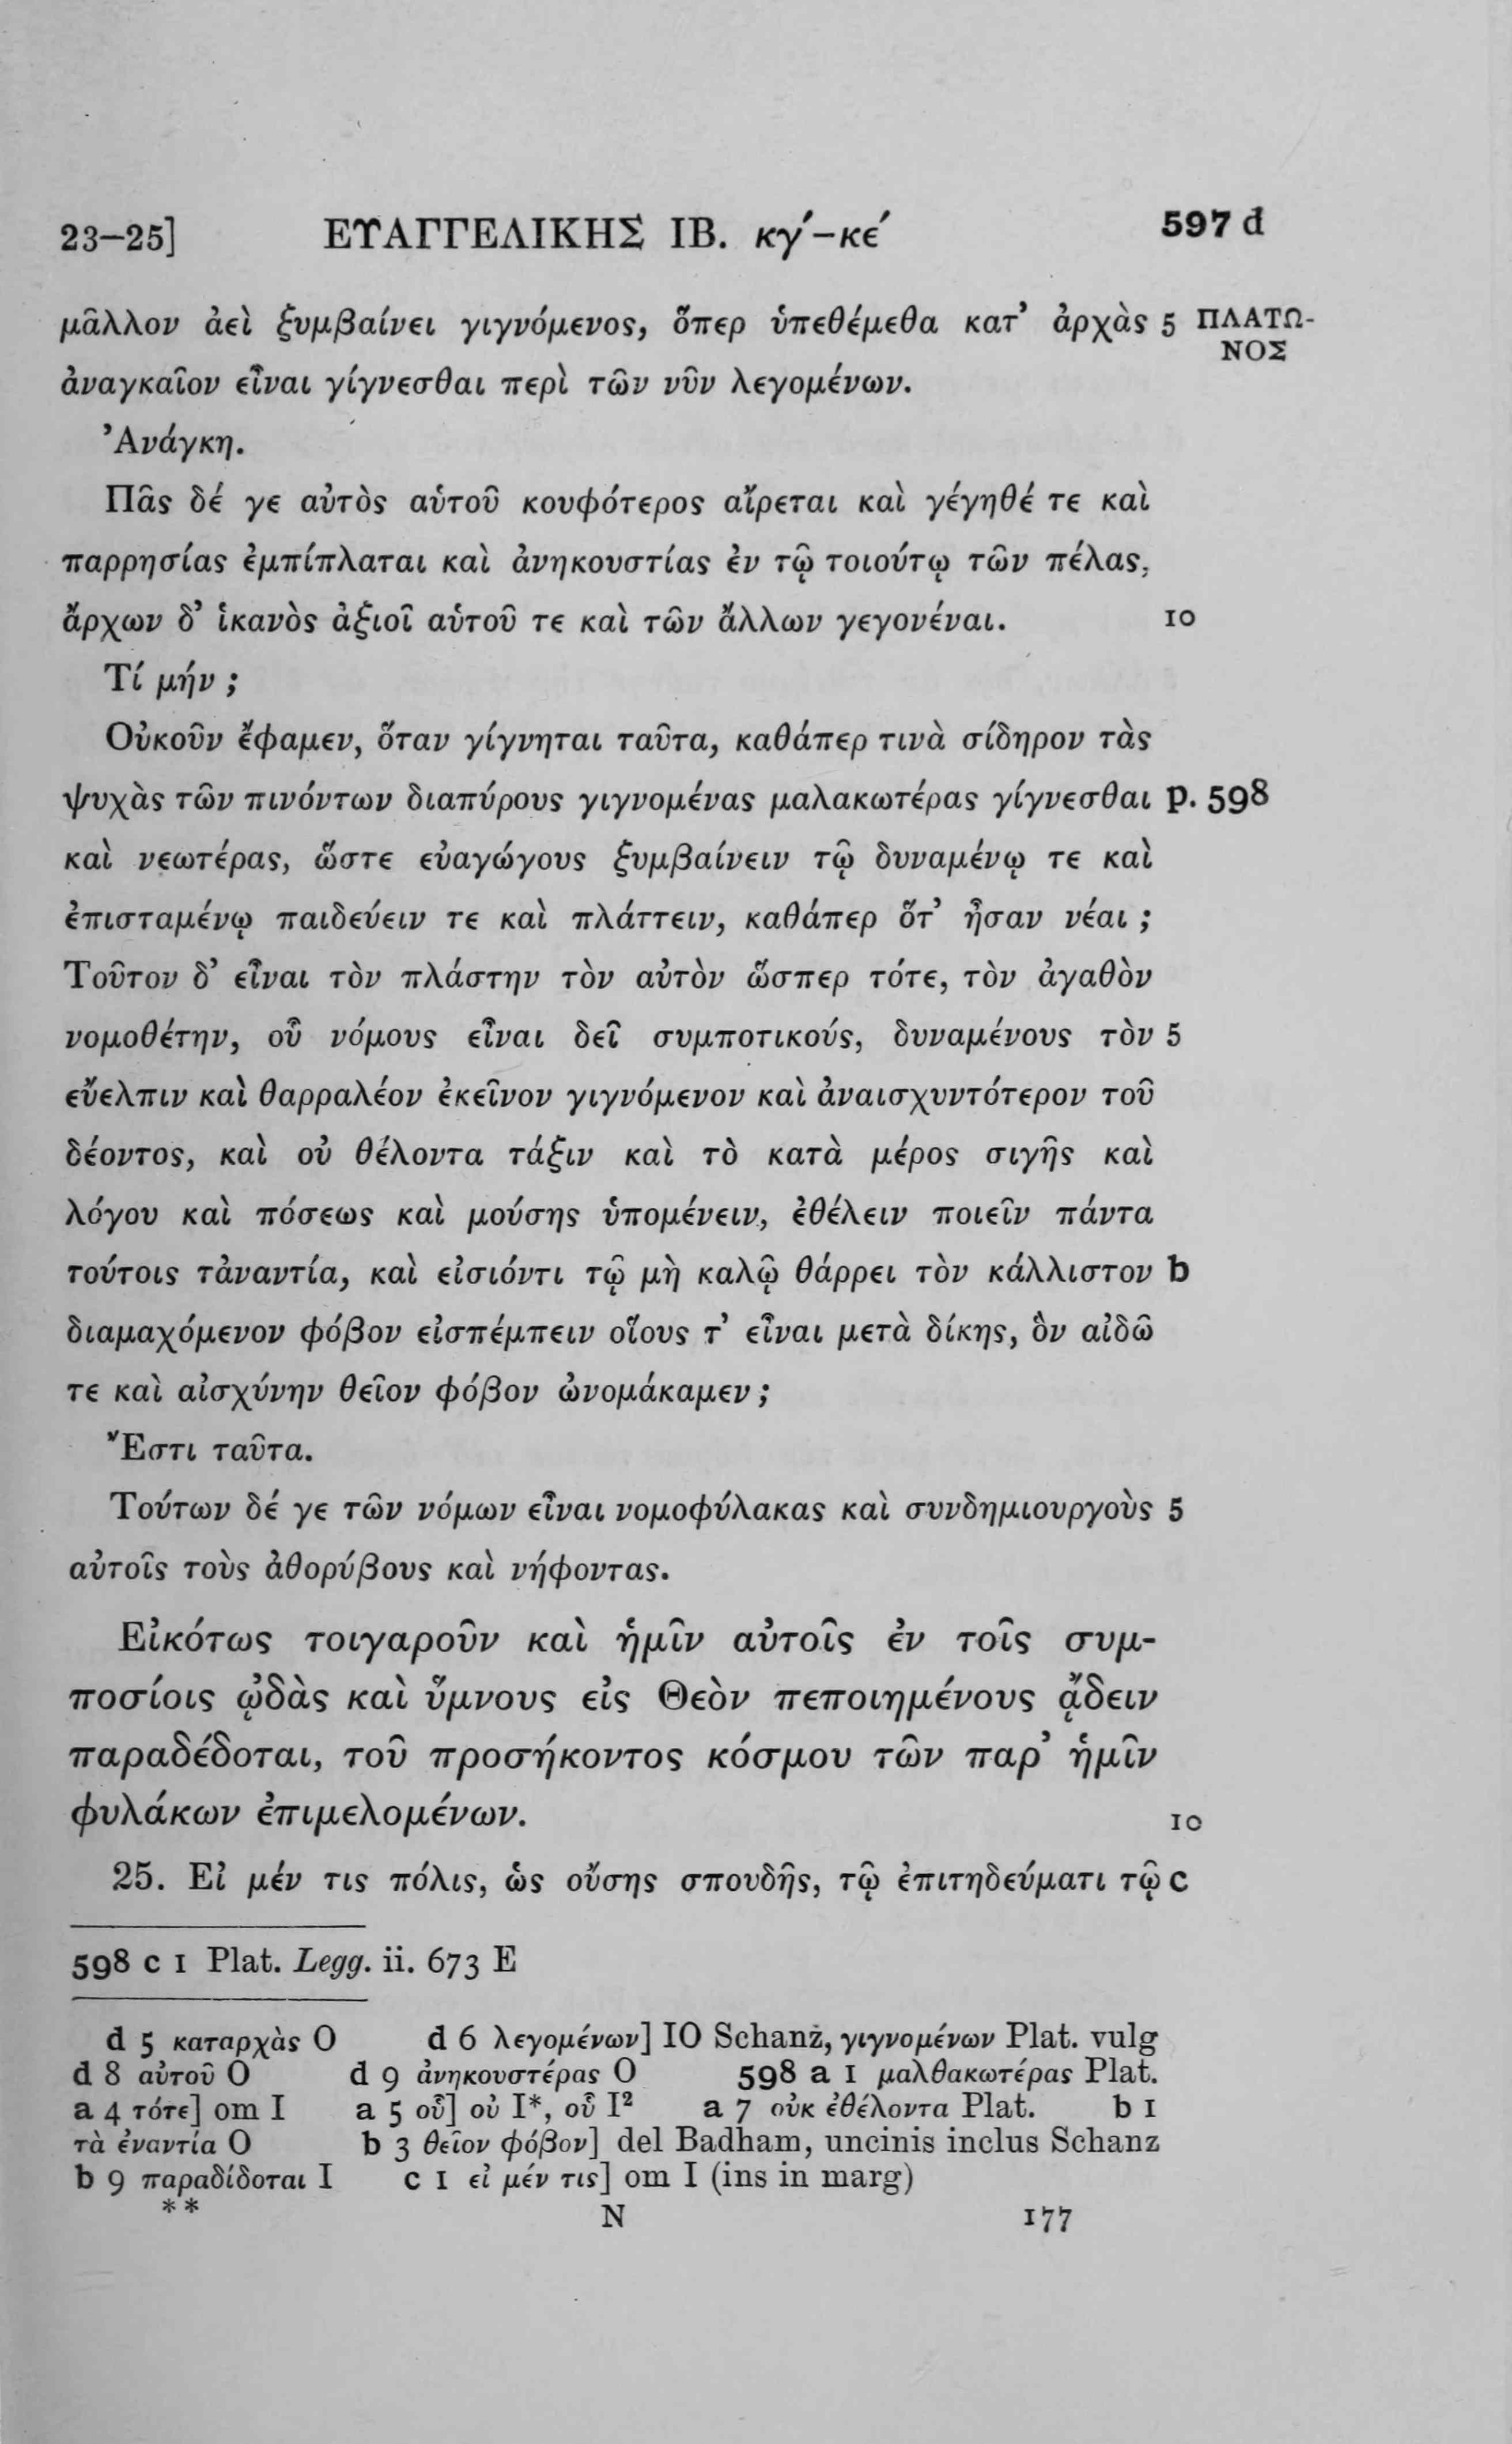 23–25] ΕΥΑΓΓΕΛΙΚΗΣ ΙΒ. κγ´–κε´ 597 d
μᾶλλον ἀεὶ ξυμβαίνει γιγνόμενος, ὅπερ ὑπεθέμεθα κατ’ ἀρχὰς 5 ΠΛΑΤΩ-
ΝΟΣ
ἀναγκαῖον εἶναι γίγνεσθαι περὶ τῶν νῦν λεγομένων.
Ἀνάγκη.
Πᾶς δέ γε αὐτὸς αὑτοῦ κουφότερος αἴρεται καὶ γέγηθέ τε καὶ
παρρησίας ἐμπίπλαται καὶ ἀνηκουστίας ἐν τῷ τοιούτῳ τῶν πέλας,
ἄρχων δ’ ἱκανὸς ἀξιοῖ αὑτοῦ τε καὶ τῶν ἄλλων γεγονέναι. 10
Τί μήν ;
Οὐκοῦν ἔφαμεν, ὅταν γίγνηται ταῦτα, καθάπερ τινὰ σίδηρον τὰς
ψυχὰς τῶν πινόντων διαπύρους γιγνομένας μαλακωτέρας γίγνεσθαι p. 598
καὶ νεωτέρας, ὥστε εὐαγώγους ξυμβαίνειν τῷ δυναμένῳ τε καὶ
ἐπισταμένῳ παιδεύειν τε καὶ πλάττειν, καθάπερ ὅτ’ ἦσαν νέαι ;
Τοῦτον δ’ εἶναι τὸν πλάστην τὸν αὐτὸν ὥσπερ τότε, τὸν ἀγαθὸν
νομοθέτην, οὗ νόμους εἶναι δεῖ συμποτικούς, δυναμένους τὸν 5
εὔελπιν καὶ θαρραλέον ἐκεῖνον γιγνόμενον καὶ ἀναισχυντότερον τοῦ
δέοντος, καὶ οὐ θέλοντα τάξιν καὶ τὸ κατὰ μέρος σιγῆς καὶ
λόγου καὶ πόσεως καὶ μούσης ὑπομένειν, ἐθέλειν ποιεῖν πάντα
τούτοις τἀναντία, καὶ εἰσιόντι τῷ μὴ καλῷ θάρρει τὸν κάλλιστον b
διαμαχόμενον φόβον εἰσπέμπειν οἵους τ’ εἶναι μετὰ δίκης, ὃν αἰδῶ
τε καὶ αἰσχύνην θεῖον φόβον ὠνομάκαμεν ;
Ἔστι ταῦτα.
Τούτων δέ γε τῶν νόμων εἶναι νομοφύλακας καὶ συνδημιουργοὺς 5
αὐτοῖς τοὺς ἀθορύβους καὶ νήφοντας.
Εἰκότως τοιγαροῦν καὶ ἡμῖν αὐτοῖς ἐν τοῖς συμ-
ποσίοις ᾠδὰς καὶ ὕμνους εἰς Θεὸν πεποιημένους ᾄδειν
παραδέδοται, τοῦ προσήκοντος κόσμου τῶν παρ’ ἡμῖν
φυλάκων ἐπιμελομένων. 10
25. Εἰ μέν τις πόλις, ὡς οὔσης σπουδῆς, τῷ ἐπιτηδεύματι τῷ c
598 c 1 Plat. Legg. ii. 673 E
d 5 καταρχὰς O d 6 λεγομένων] IO Schanz, γιγνομένων Plat. vulg
d 8 αὐτοῦ O d 9 ἀνηκουστέρας O 598 a 1 μαλθακωτέρας Plat.
a 4 τότε] om I a 5 οὗ] οὐ I*, οὗ I² a 7 οὐκ ἐθέλοντα Plat. b 1
τὰ ἐναντία O b 3 θεῖον φόβον] del Badham, uncinis inclus Schanz
b 9 παραδίδοται I c 1 εἰ μέν τις] om I (ins in marg)
** N 177